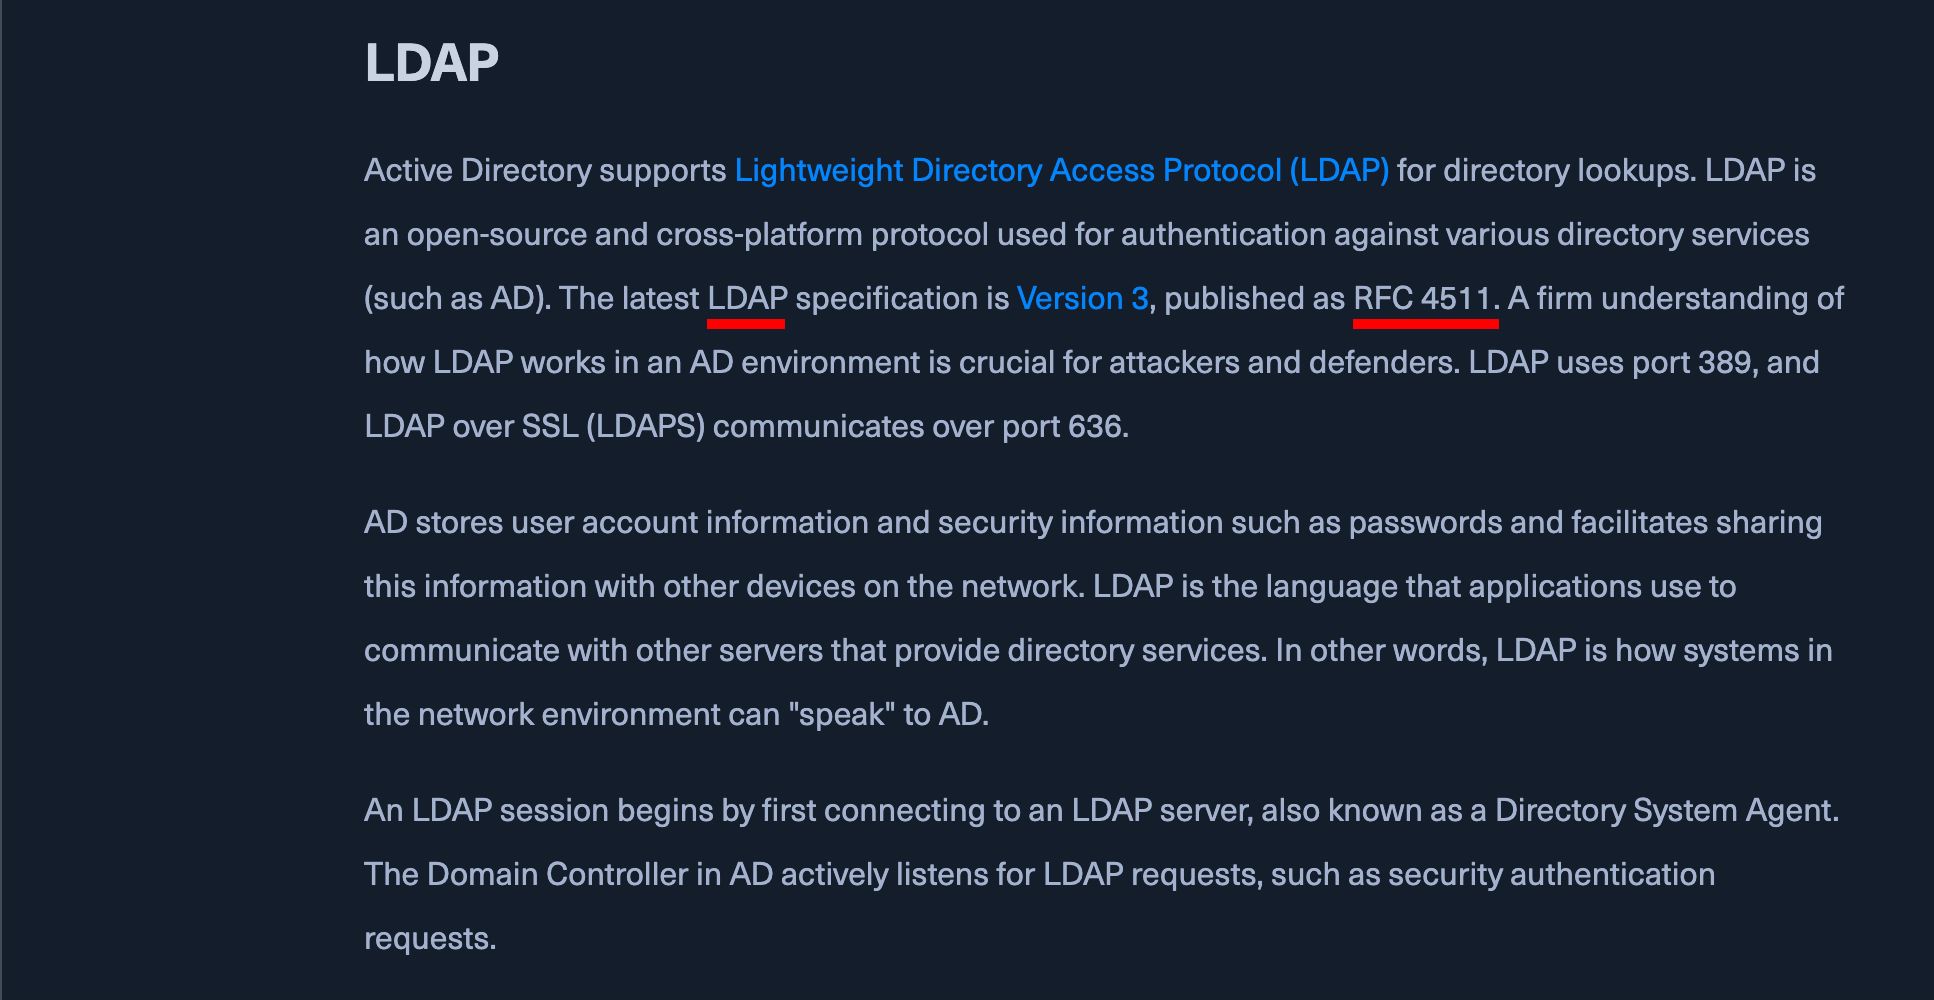 LDAP
Active Directory supports Lightweight Directory Access Protocol (LDAP) for directory lookups. LDAP is
an open-source and cross-platform protocol used for authentication against various directory services
(such as AD). The latest LDAP specification is Version 3, published as RFC 4511. A firm understanding of
how LDAP works in an AD environment is crucial for attackers and defenders. LDAP uses port 389, and
LDAP over SSL (LDAPS) communicates over port 636.
AD stores user account information and security information such as passwords and facilitates sharing
this information with other devices on the network. LDAP is the language that applications use to
communicate with other servers that provide directory services. In other words, LDAP is how systems in
the network environment can "speak" to AD.
An LDAP session begins by first connecting to an LDAP server, also known as a Directory System Agent.
The Domain Controller in AD actively listens for LDAP requests, such as security authentication
requests.